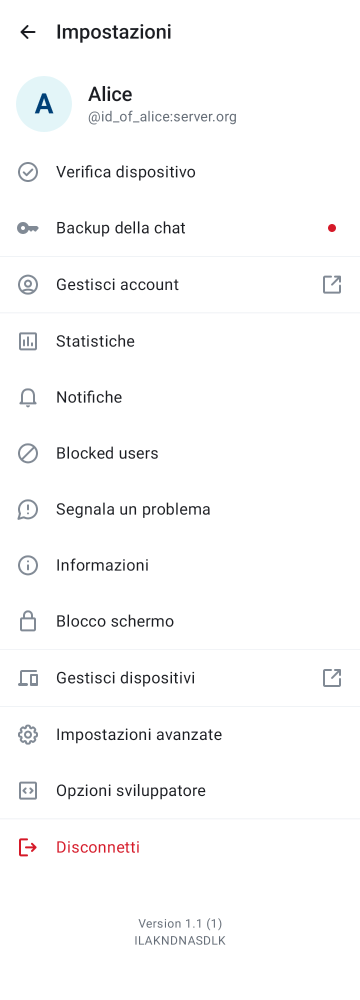 Impostazioni
A
Alice
@id_of_alice:server.org
Verifica dispositivo
Backup della chat
Gestisci account
Statistiche
Notifiche
Blocked users
Segnala un problema
Informazioni
Blocco schermo
Gestisci dispositivi
Impostazioni avanzate
Opzioni sviluppatore
Disconnetti
Version 1.1 (1)
ILAKNDNASDLK